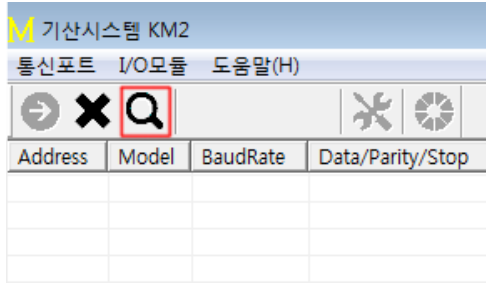 M 기산시스템 KM2
통신포트 I/O모듈 도움말(H)
Address Model BaudRate Data/Parity/Stop